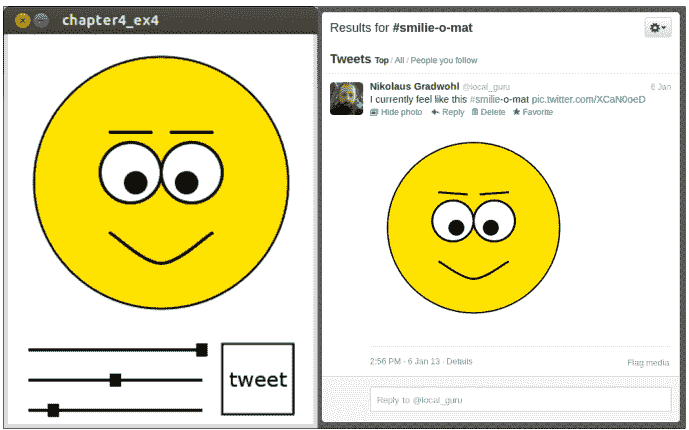 chapter4_ex4
tweet
Results for #smilie-o-mat
Tweets Top / All / People you follow
Nikolaus Gradwohl @local_guru 6 Jan
I currently feel like this #smilie-o-mat pic.twitter.com/XCaN0oeD
Hide photo Reply Delete Favorite
2:56 PM - 6 Jan 13 · Details Flag media
Reply to @local_guru